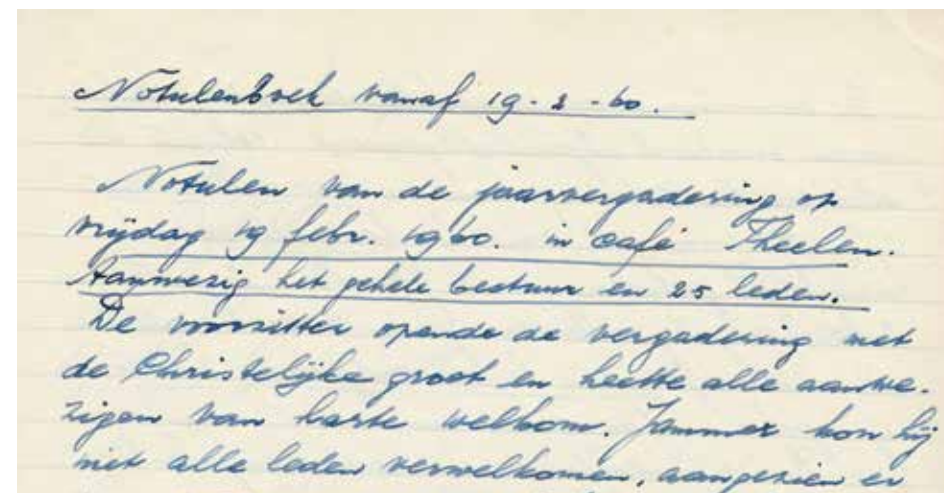 Notulenboek vanaf 19-2-60.
Notulen van de jaarvergadering op
vrijdag 19 febr. 1960. in café Theelen.
Aanwezig het gehele bestuur en 25 leden.
De voorzitter opende de vergadering met
de Christelijke groet en heette alle aanwe-
zigen van harte welkom. Jammer kon hij
niet alle leden verwelkomen, aangezien er